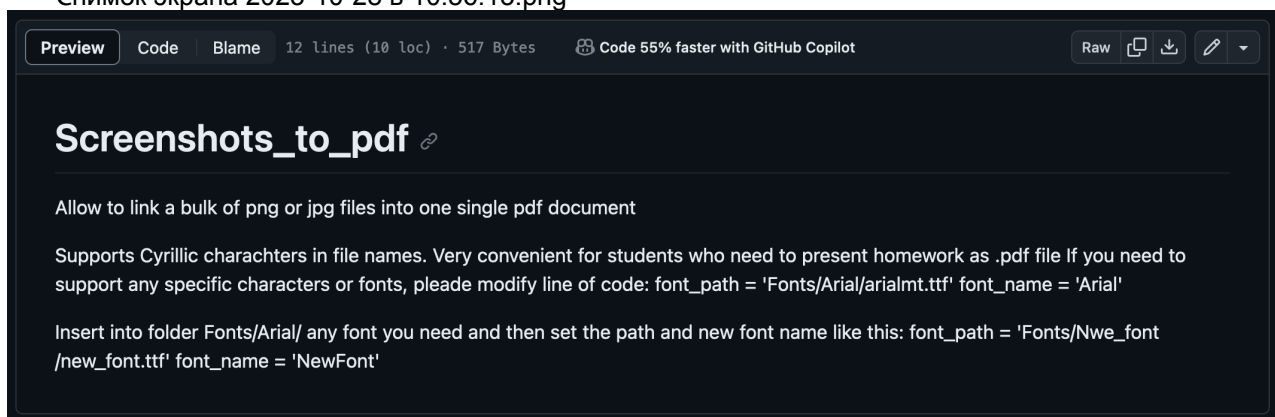 Снимок экрана в
Preview Code Blame 12 lines (10 loc) · 517 Bytes Code 55% faster with GitHub Copilot Raw
Screenshots_to_pdf
Allow to link a bulk of png or jpg files into one single pdf document
Supports Cyrillic charachters in file names. Very convenient for students who need to present homework as .pdf file If you need to
support any specific characters or fonts, pleade modify line of code: font_path = 'Fonts/Arial/arialmt.ttf' font_name = 'Arial'
Insert into folder Fonts/Arial/ any font you need and then set the path and new font name like this: font_path = 'Fonts/Nwe_font
/new_font.ttf' font_name = 'NewFont'